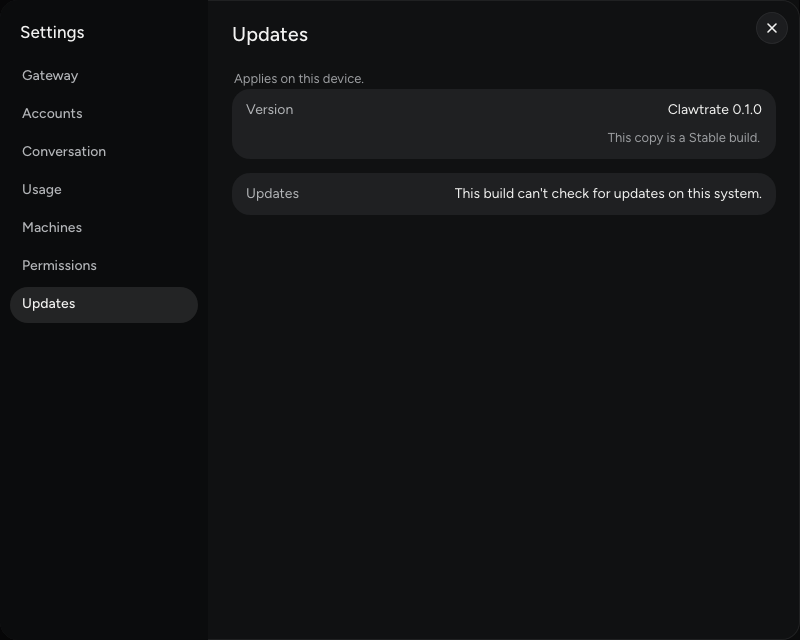 Settings
Gateway
Accounts
Conversation
Usage
Machines
Permissions
Updates
Updates
Applies on this device.
Version Clawtrate 0.1.0
This copy is a Stable build.
Updates This build can't check for updates on this system.